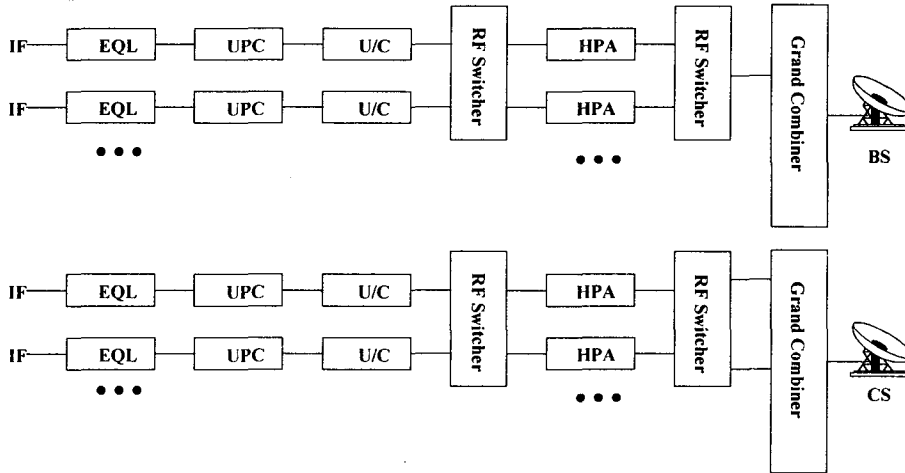 IF EQL UPC U/C RF Switcher HPA RF Switcher Grand Combiner
IF EQL UPC U/C HPA
BS
IF EQL UPC U/C RF Switcher HPA RF Switcher Grand Combiner
IF EQL UPC U/C HPA
CS